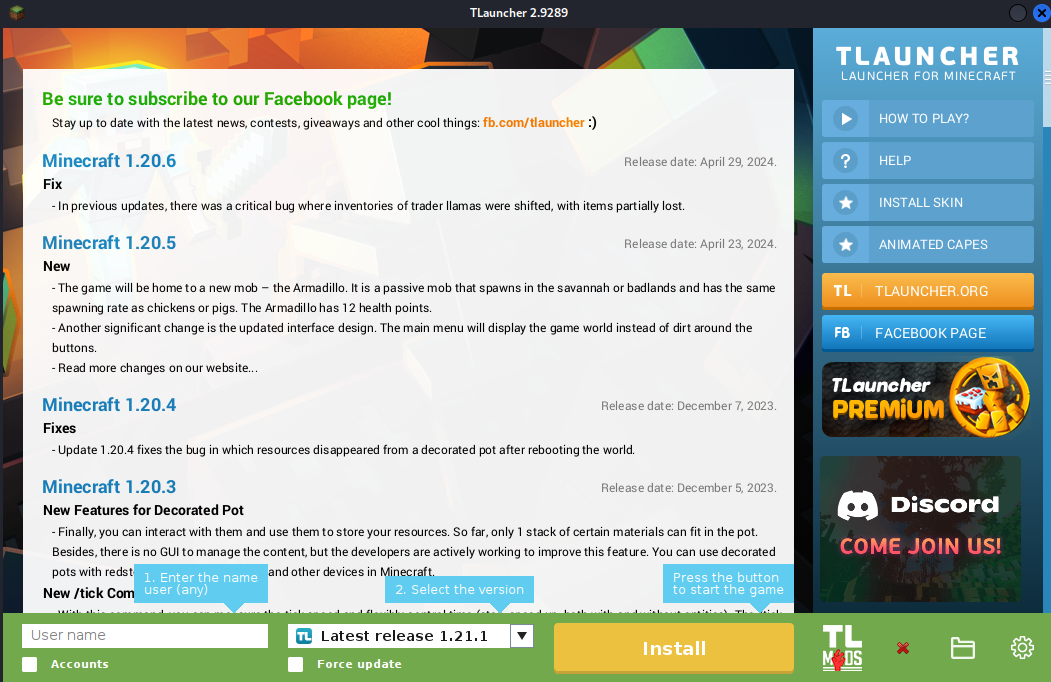 TLauncher 2.9289
Be sure to subscribe to our Facebook page!
Stay up to date with the latest news, contests, giveaways and other cool things: fb.com/tlauncher :)
Minecraft 1.20.6
Release date: April 29, 2024.
Fix
- In previous updates, there was a critical bug where inventories of trader llamas were shifted, with items partially lost.
Minecraft 1.20.5
Release date: April 23, 2024.
New
- The game will be home to a new mob – the Armadillo. It is a passive mob that spawns in the savannah or badlands and has the same
spawning rate as chickens or pigs. The Armadillo has 12 health points.
- Another significant change is the updated interface design. The main menu will display the game world instead of dirt around the
buttons.
- Read more changes on our website...
Minecraft 1.20.4
Release date: December 7, 2023.
Fixes
- Update 1.20.4 fixes the bug in which resources disappeared from a decorated pot after rebooting the world.
Minecraft 1.20.3
Release date: December 5, 2023.
New Features for Decorated Pot
- Finally, you can interact with them and use them to store your resources. So far, only 1 stack of certain materials can fit in the pot.
Besides, there is no GUI to manage the content, but the developers are actively working to improve this feature. You can use decorated
pots with redst and other devices in Minecraft.
New /tick Com
1. Enter the name
user (any)
2. Select the version
Press the button
to start the game
User name
Accounts
TL Latest release 1.21.1
Force update
Install
TL
MODS
TLAUNCHER
LAUNCHER FOR MINECRAFT
HOW TO PLAY?
? HELP
INSTALL SKIN
ANIMATED CAPES
TL TLAUNCHER.ORG
FB FACEBOOK PAGE
TLauncher
PREMIUM
Discord
COME JOIN US!